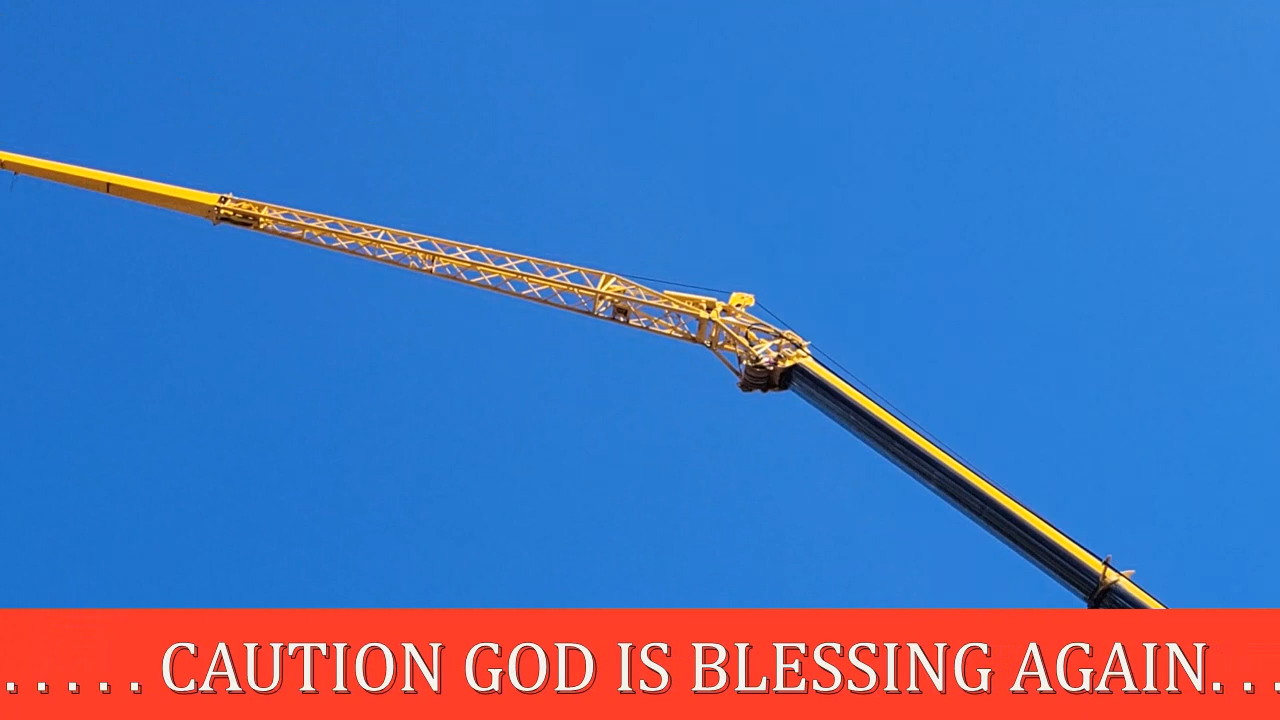 . . . . . CAUTION GOD IS BLESSING AGAIN. . .